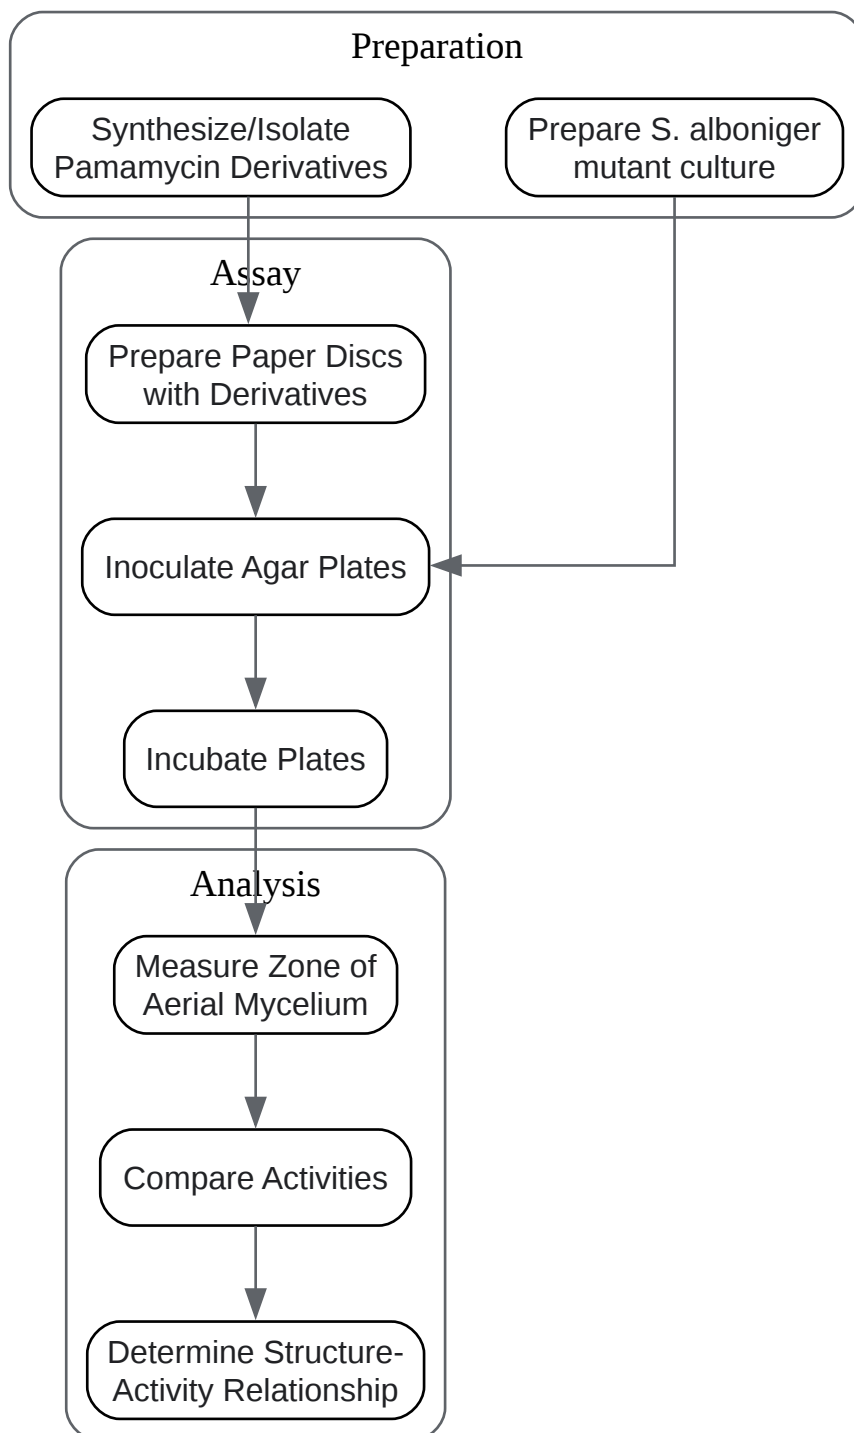 Preparation
Synthesize/Isolate
Pamamycin Derivatives
Prepare S. alboniger
mutant culture
Assay
Prepare Paper Discs
with Derivatives
Inoculate Agar Plates
Incubate Plates
Analysis
Measure Zone of
Aerial Mycelium
Compare Activities
Determine Structure-
Activity Relationship